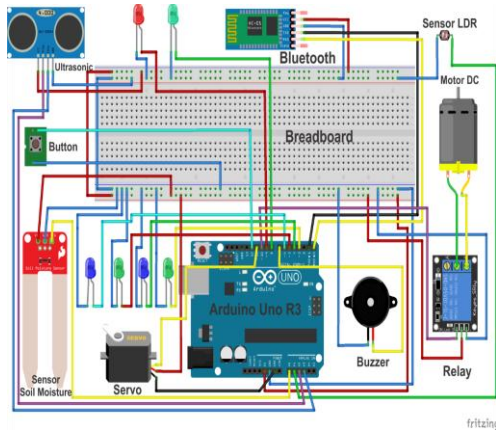 Ultrasonic
Bluetooth
Sensor LDR
Motor DC
Breadboard
Button
UNO
Arduino Uno R3
Servo
Sensor
Soil Moisture
Buzzer
Relay
fritzing